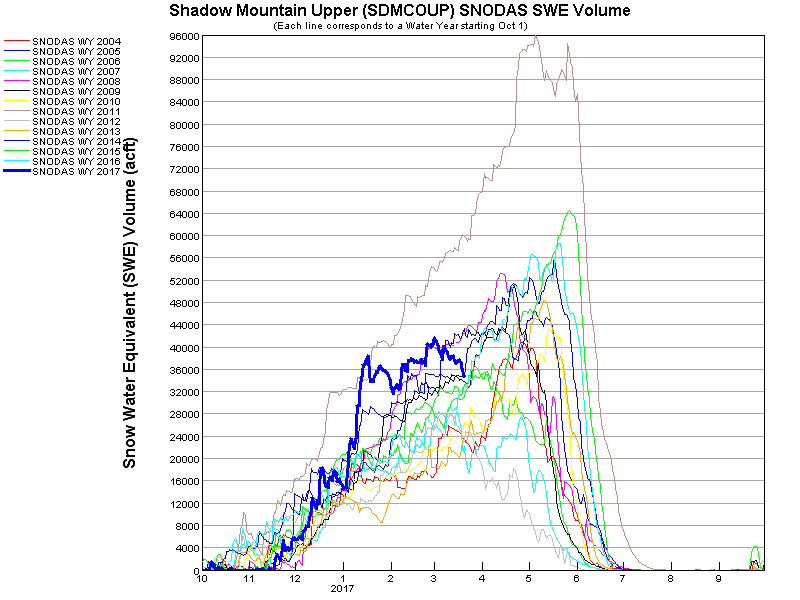 Shadow Mountain Upper (SDMCOUP) SNODAS SWE Volume
(Each line corresponds to a Water Year starting Oct 1)
SNODAS WY 2004
SNODAS WY 2005
SNODAS WY 2006
SNODAS WY 2007
SNODAS WY 2008
SNODAS WY 2009
SNODAS WY 2010
SNODAS WY 2011
SNODAS WY 2012
SNODAS WY 2013
SNODAS WY 2014
SNODAS WY 2015
SNODAS WY 2016
SNODAS WY 2017
Snow Water Equivalent (SWE) Volume (acft)
96000
92000
88000
84000
80000
76000
72000
68000
64000
60000
56000
52000
48000
44000
40000
36000
32000
28000
24000
20000
16000
12000
8000
4000
0
10 11 12 1 2 3 4 5 6 7 8 9
2017